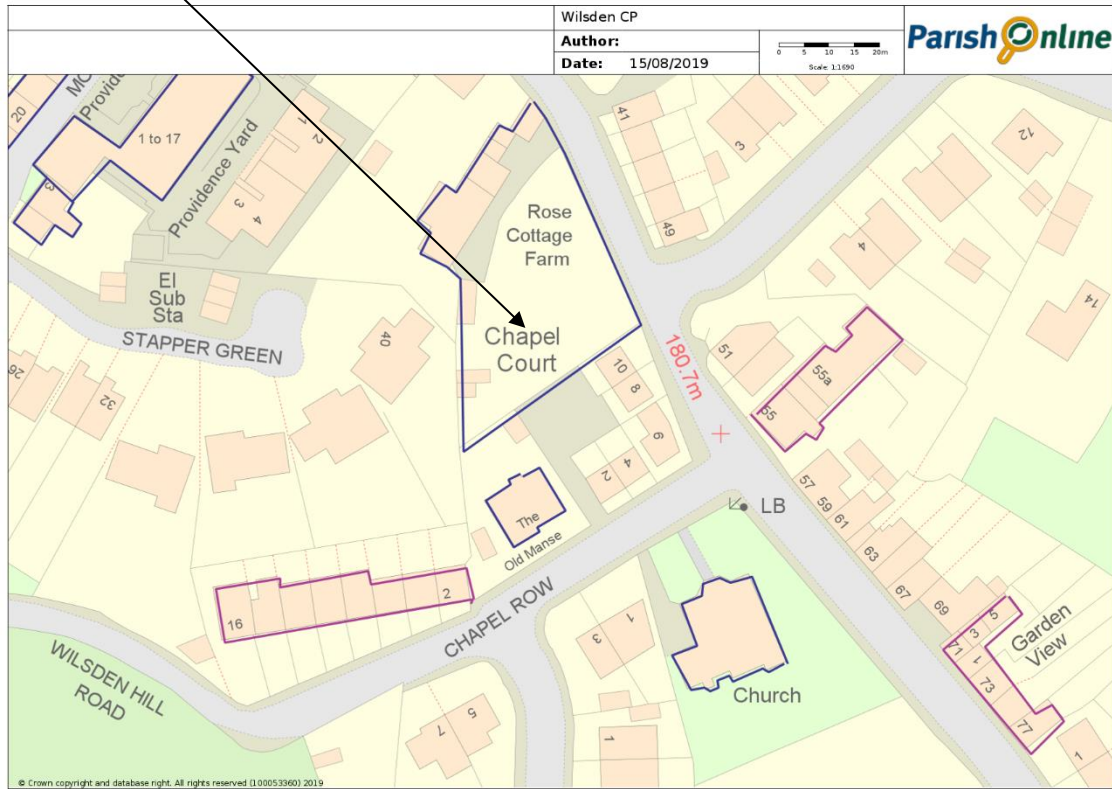 Wilsden CP
Author:
Date: 15/08/2019
0 5 10 15 20m
Scale: 1:1690
Parish Online
20
MC
Provide
1 to 17
Providence Yard
1
2
3
4
3
El
Sub
Sta
STAPPER GREEN
26
32
40
Rose
Cottage
Farm
Chapel
Court
41
49
3
12
4
14
180.7m
51
55a
55
10
8
6
4
2
The
Old Manse
LB
57
59
61
63
67
69
71
3
5
1
73
77
Garden
View
1
16
2
CHAPEL ROW
WILSDEN HILL
ROAD
3
1
Church
7
5
1
© Crown copyright and database right. All rights reserved (100053360) 2019